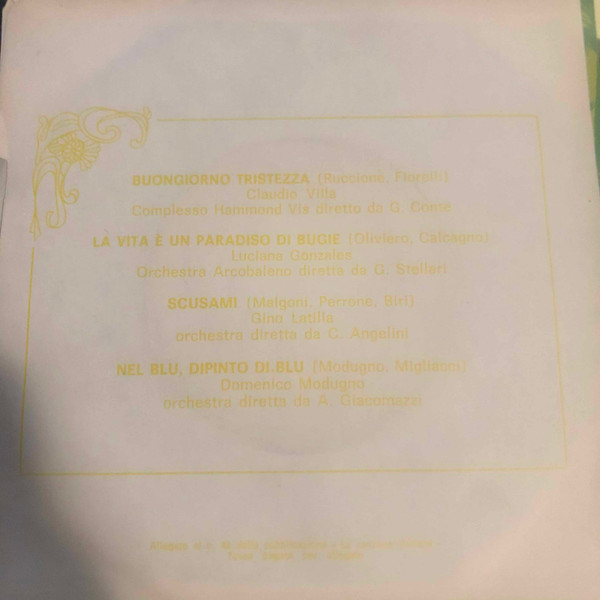 BUONGIORNO TRISTEZZA (Ruccione, Fiorelli)
Claudio Villa
Complesso Hammond Vis diretto da G. Conte
LA VITA È UN PARADISO DI BUGIE (Oliviero, Calcagno)
Luciana Gonzales
Orchestra Arcobaleno diretta da G. Stellari
SCUSAMI (Malgoni, Perrone, Biri)
Gino Latilla
orchestra diretta da C. Angelini
NEL BLU, DIPINTO DI BLU (Modugno, Migliacci)
Domenico Modugno
orchestra diretta da A. Giacomazzi